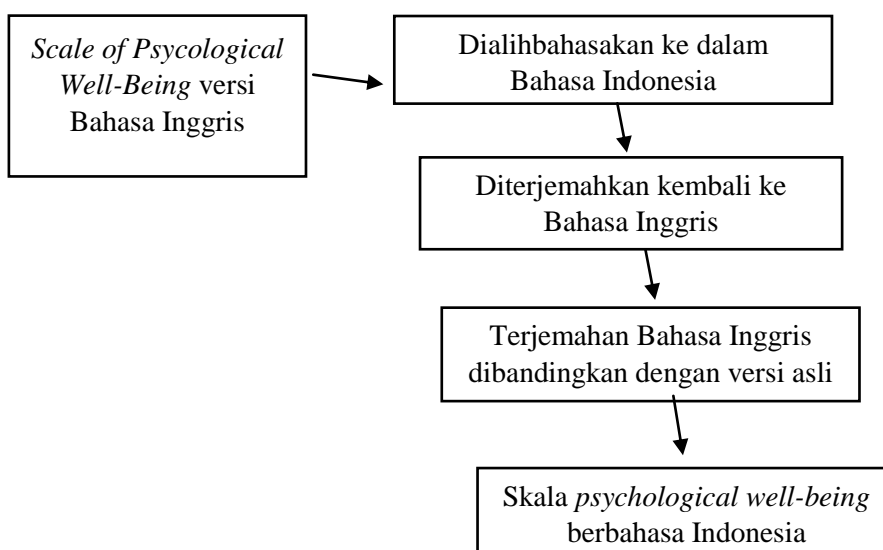 Scale of Psycological
Well-Being versi
Bahasa Inggris
Dialihbahasakan ke dalam
Bahasa Indonesia
Diterjemahkan kembali ke
Bahasa Inggris
Terjemahan Bahasa Inggris
dibandingkan dengan versi asli
Skala psychological well-being
berbahasa Indonesia